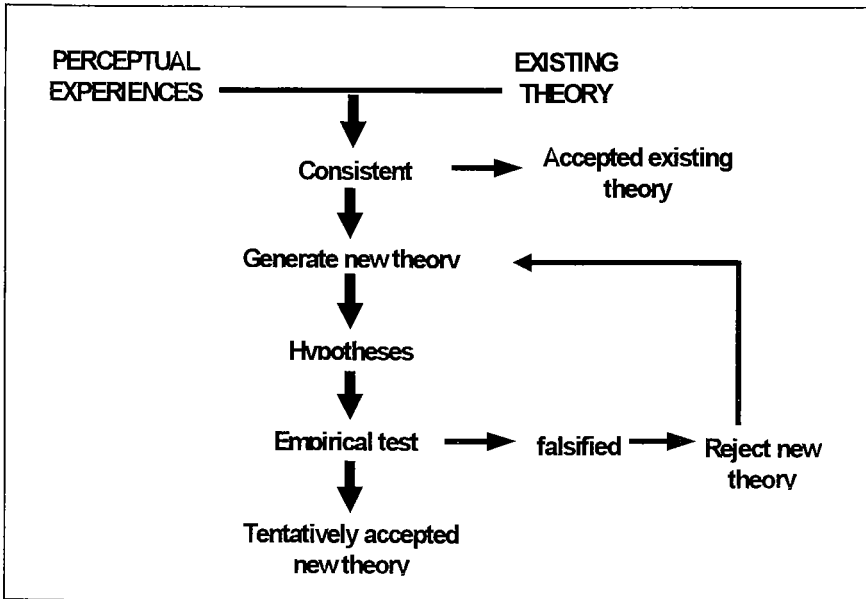 PERCEPTUAL
EXPERIENCES
EXISTING
THEORY
Consistent
Accepted existing
theory
Generate new theory
Hypotheses
Empirical test
falsified
Reject new
theory
Tentatively accepted
new theory